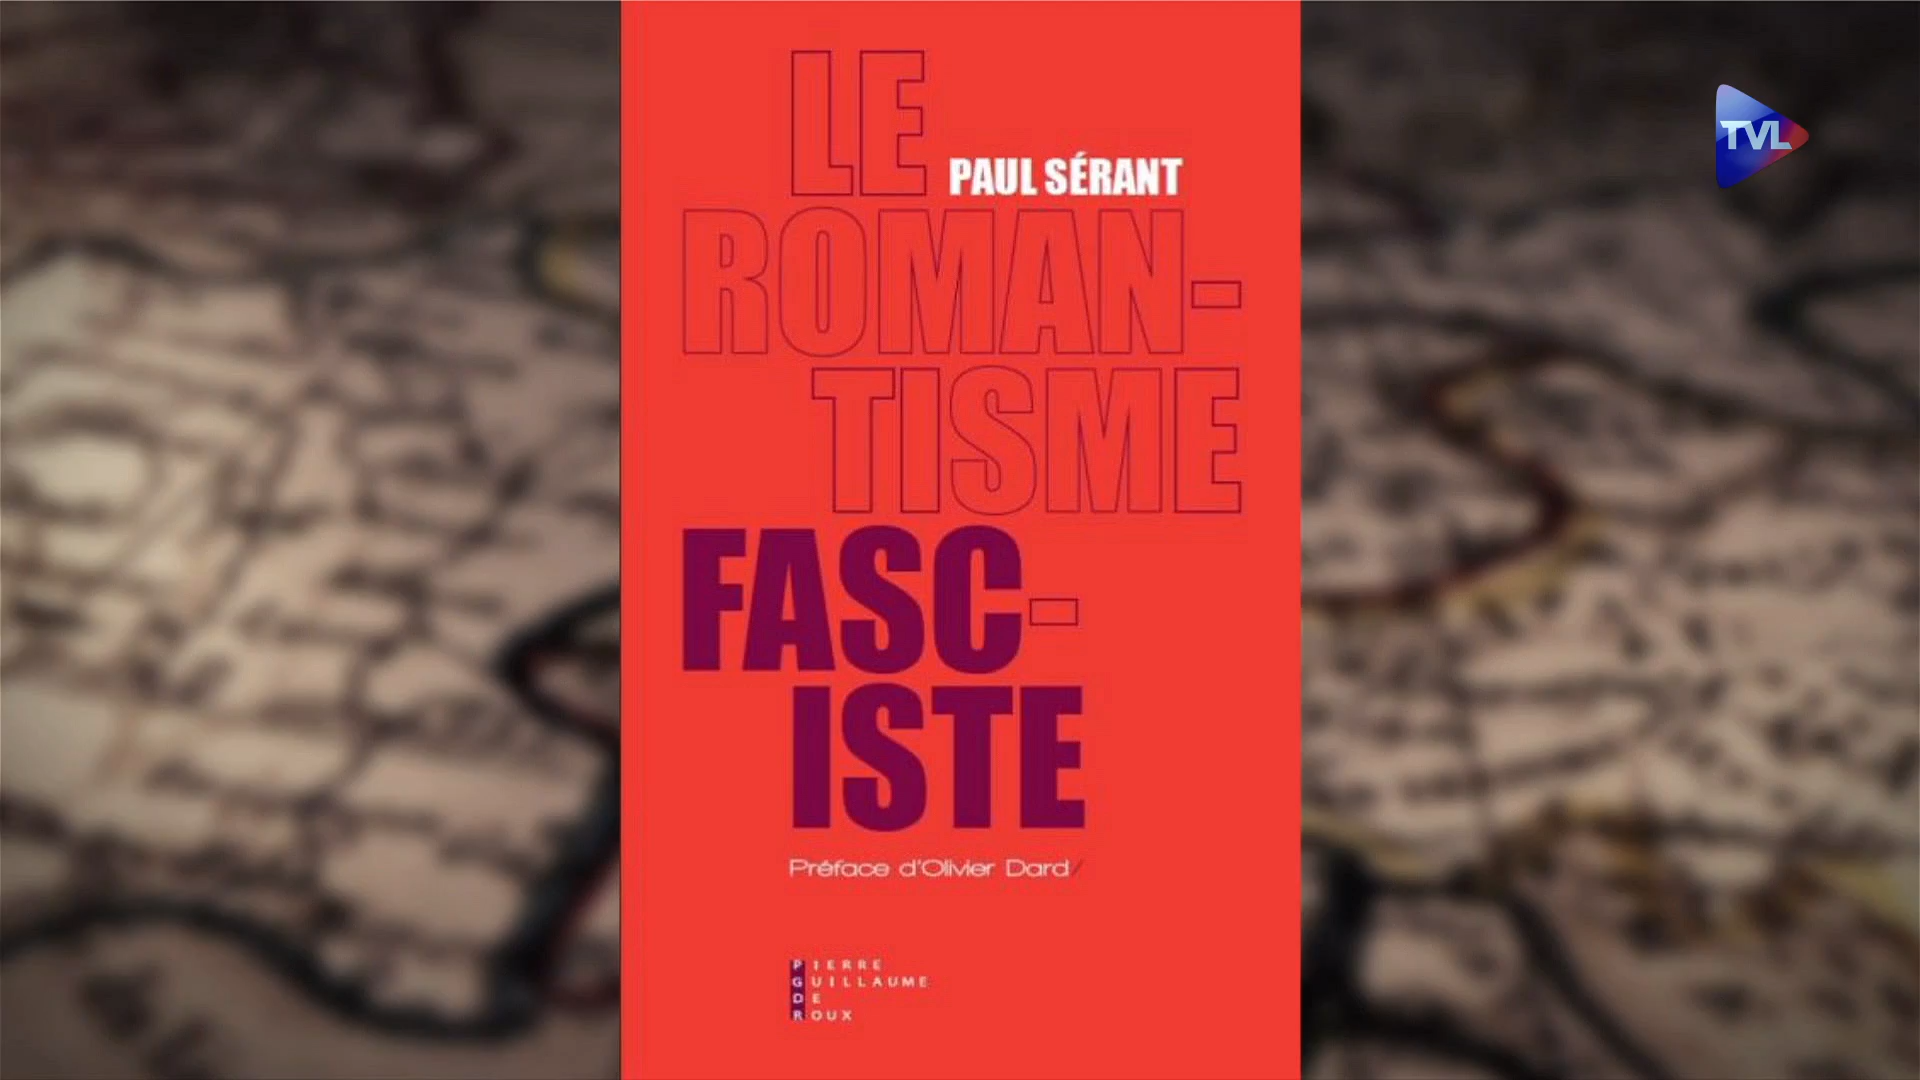 LE
PAUL SÉRANT
ROMAN-
TISME
FASC-
ISTE
Préface d'Olivier Dard/
PIERRE
GUILLAUME
DE
ROUX
TVL